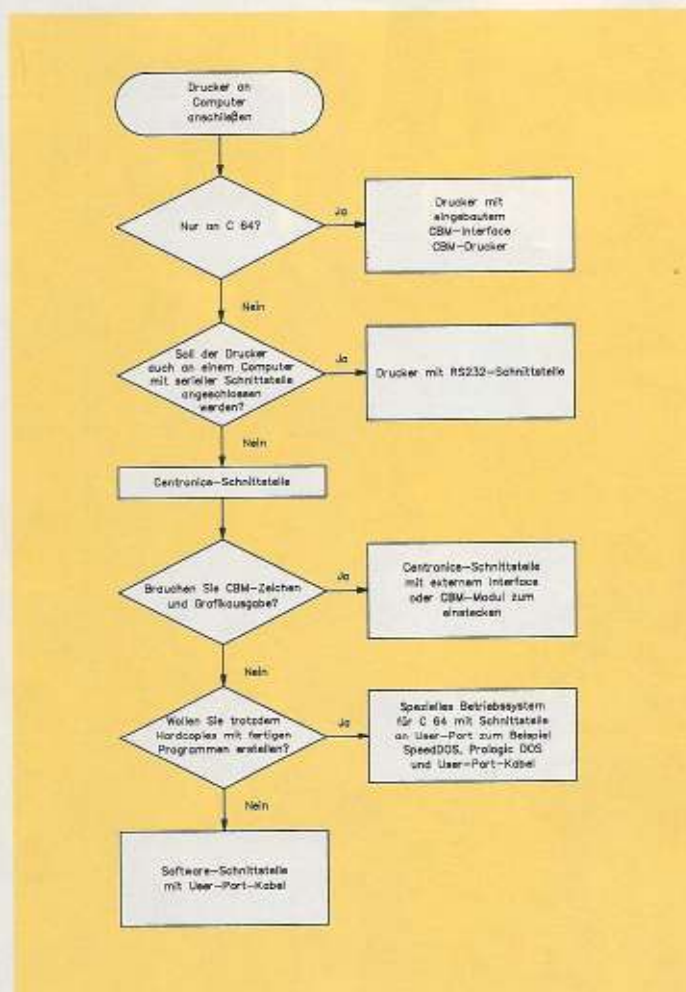 Drucker an
Computer
anschließen
Nur an C 64?
Ja
Drucker mit
eingebautem
CBM-Interface
CBM-Drucker
Nein
Soll der Drucker
auch an einem Computer
mit serieller Schnittstelle
angeschlossen
werden?
Ja
Drucker mit RS232-Schnittstelle
Nein
Centronics-Schnittstelle
Brauchen Sie CBM-Zeichen
und Grafikausgabe?
Ja
Centronics-Schnittstelle
mit externem Interface
oder CBM-Modul zum
einstecken
Nein
Wollen Sie trotzdem
Hardcopies mit fertigen
Programmen erstellen?
Ja
Spezielles Betriebssystem
für C 64 mit Schnittstelle
an User-Port zum Beispiel
SpeedDOS, Prologic DOS
und User-Port-Kabel
Nein
Software-Schnittstelle
mit User-Port-Kabel